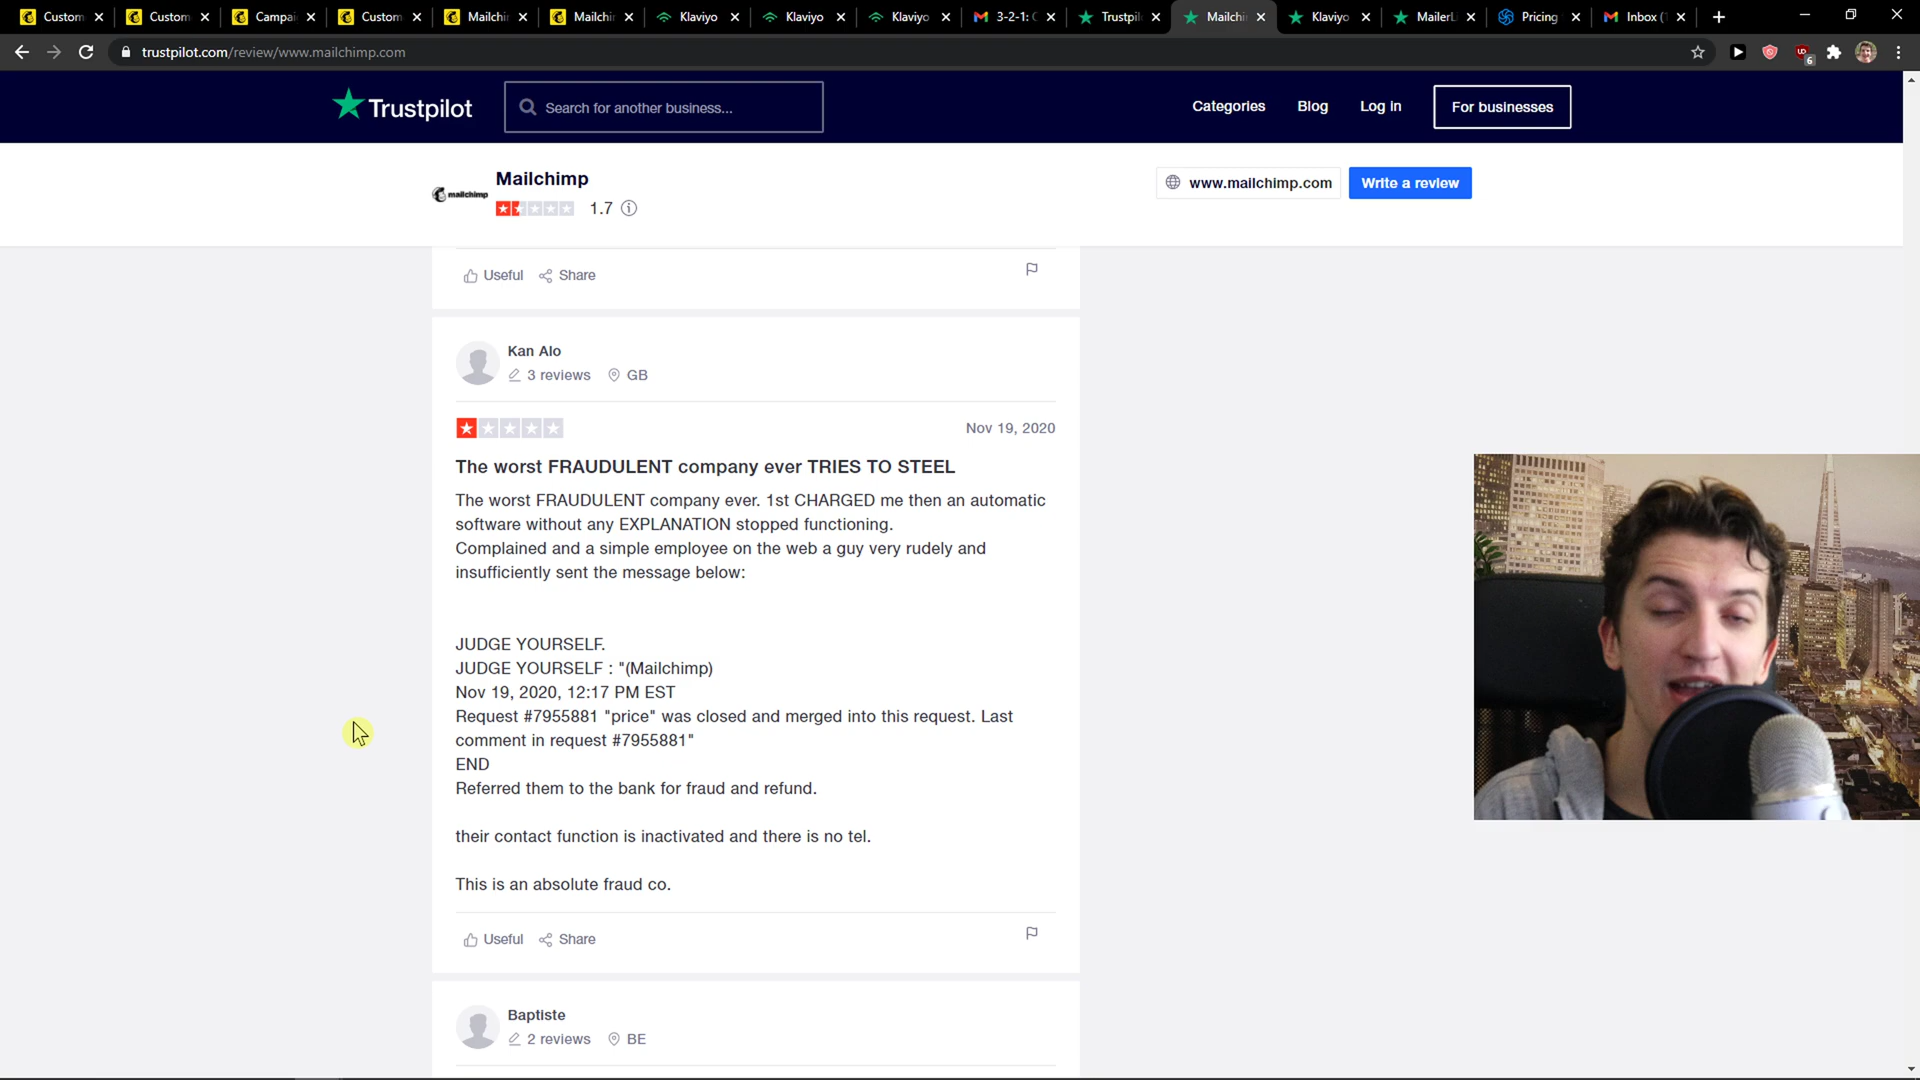 Custom
Custom
Campai
Custom
Mailchi
Mailchi
Klaviyo
Klaviyo
Klaviyo
3-2-1: C
Trustpil
Mailchi
Klaviyo
MailerL
Pricing
Inbox (
trustpilot.com/review/www.mailchimp.com
6
Trustpilot
Search for another business...
Categories
Blog
Log in
For businesses
mailchimp
Mailchimp
1.7
www.mailchimp.com
Write a review
Useful
Share
Kan Alo
3 reviews
GB
Nov 19, 2020
The worst FRAUDULENT company ever TRIES TO STEEL
The worst FRAUDULENT company ever. 1st CHARGED me then an automatic
software without any EXPLANATION stopped functioning.
Complained and a simple employee on the web a guy very rudely and
insufficiently sent the message below:
JUDGE YOURSELF.
JUDGE YOURSELF : "(Mailchimp)
Nov 19, 2020, 12:17 PM EST
Request #7955881 "price" was closed and merged into this request. Last
comment in request #7955881"
END
Referred them to the bank for fraud and refund.
their contact function is inactivated and there is no tel.
This is an absolute fraud co.
Useful
Share
Baptiste
2 reviews
BE